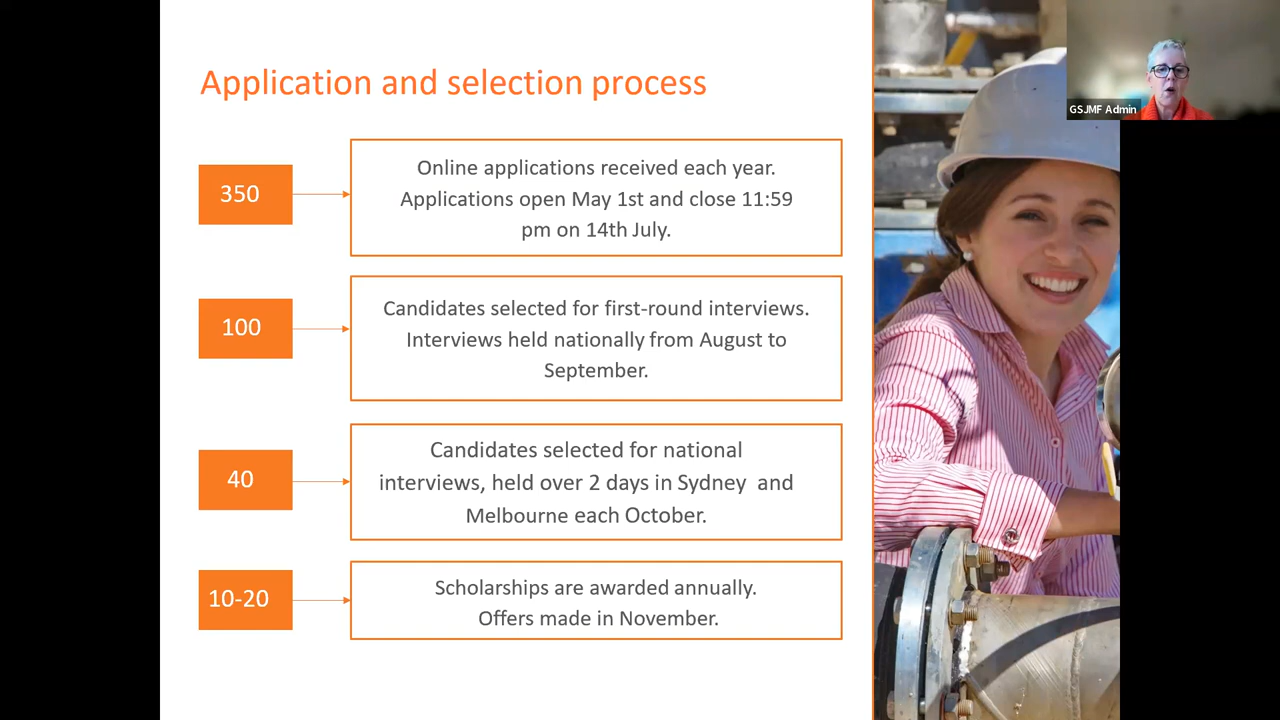 Application and selection process
350
Online applications received each year.
Applications open May 1st and close 11:59
pm on 14th July.
100
Candidates selected for first-round interviews.
Interviews held nationally from August to
September.
40
Candidates selected for national
interviews, held over 2 days in Sydney and
Melbourne each October.
10-20
Scholarships are awarded annually.
Offers made in November.
GSJMF Admin